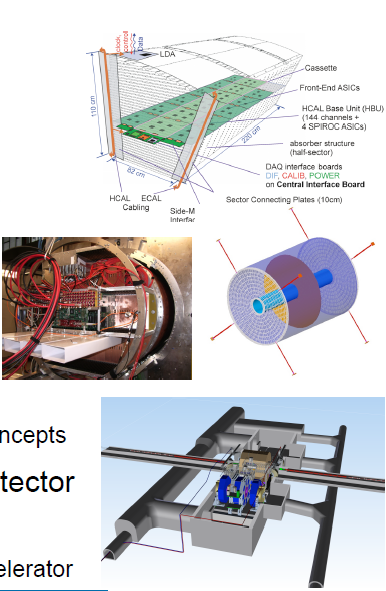 clock,
controll
Data
LDA
Cassette
Front-End ASICs
110 cm
HCAL Base Unit (HBU)
(144 channels +
4 SPIROC ASICs)
220 cm
absorber structure
(half-sector)
82 cm
DAQ interface boards
DIF, CALIB, POWER
on Central Interface Board
HCAL ECAL
Cabling
Side-M
Interfac
Sector Connecting Plates (10cm)
ncepts
tector
elerator